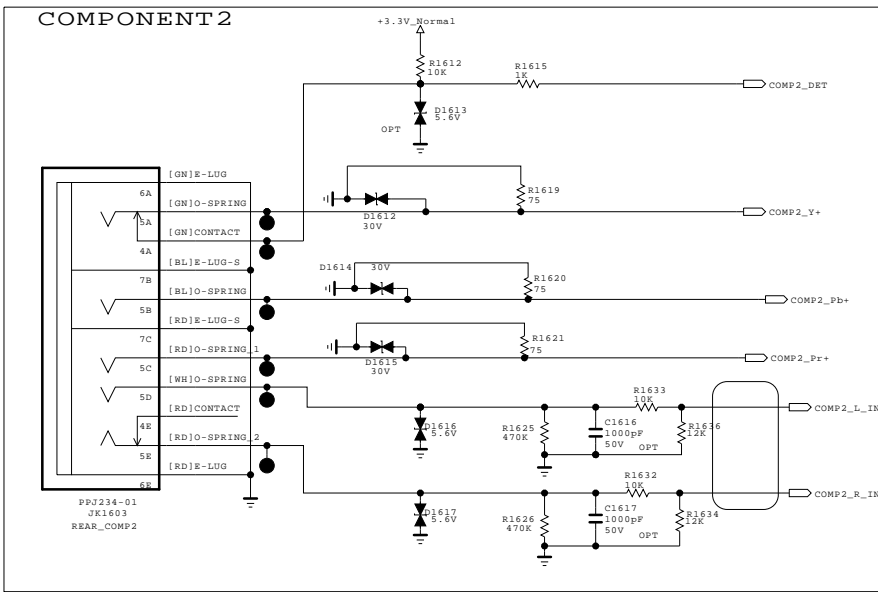 COMPONENT2
+3.3V_Normal
R1612
10K
R1615
1K
COMP2_DET
D1613
5.6V
OPT
[GN]E-LUG
6A
[GN]O-SPRING
5A
[GN]CONTACT
4A
D1612
30V
R1619
75
COMP2_Y+
[BL]E-LUG-S
7B
[BL]O-SPRING
5B
D1614
30V
R1620
75
COMP2_Pb+
[RD]E-LUG-S
7C
[RD]O-SPRING_1
5C
D1615
30V
R1621
75
COMP2_Pr+
[WH]O-SPRING
5D
[RD]CONTACT
4E
[RD]O-SPRING_2
5E
[RD]E-LUG
6E
D1616
5.6V
R1625
470K
C1616
1000pF
50V
OPT
R1633
10K
R1636
12K
COMP2_L_IN
D1617
5.6V
R1626
470K
C1617
1000pF
50V
OPT
R1632
10K
R1634
12K
COMP2_R_IN
PPJ234-01
JK1603
REAR_COMP2